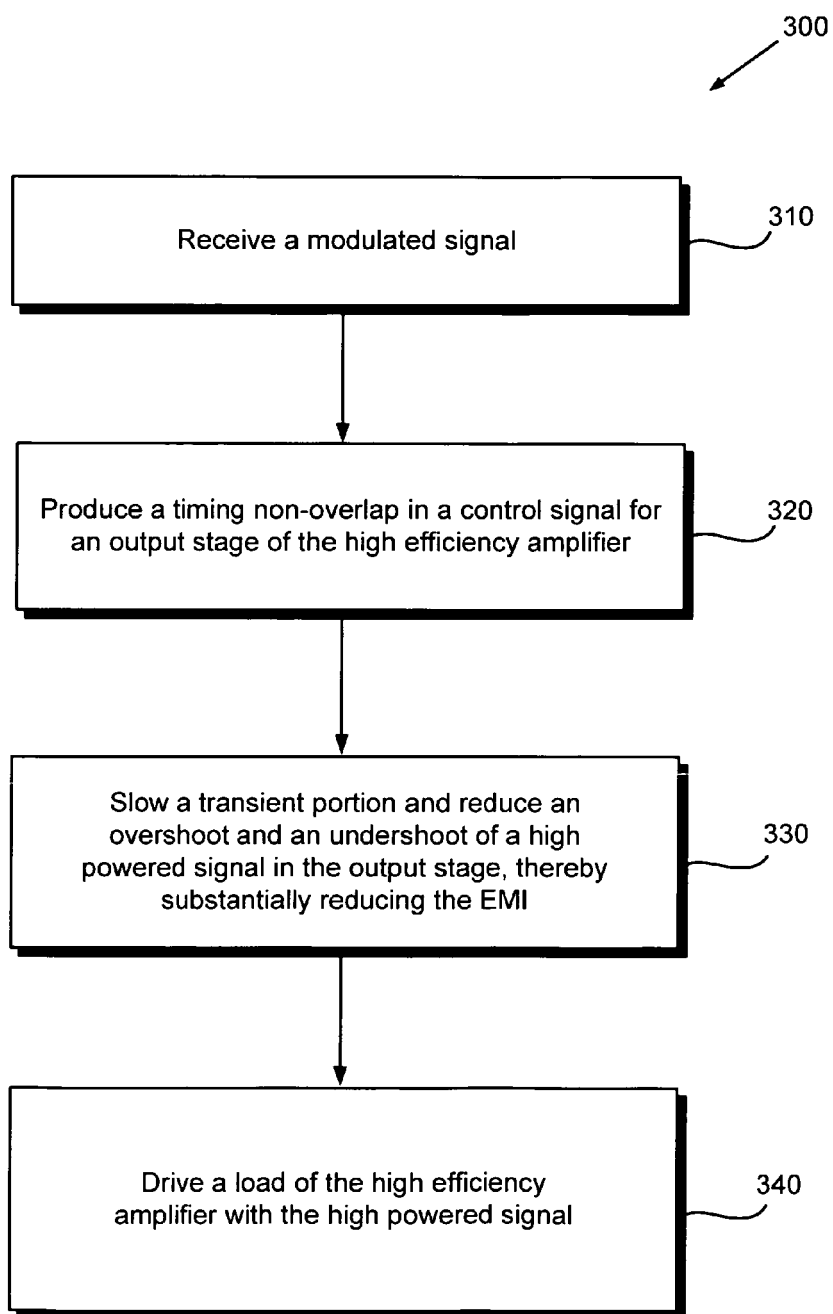 300
Receive a modulated signal
310
Produce a timing non-overlap in a control signal for
an output stage of the high efficiency amplifier
320
Slow a transient portion and reduce an
overshoot and an undershoot of a high
powered signal in the output stage, thereby
substantially reducing the EMI
330
Drive a load of the high efficiency
amplifier with the high powered signal
340